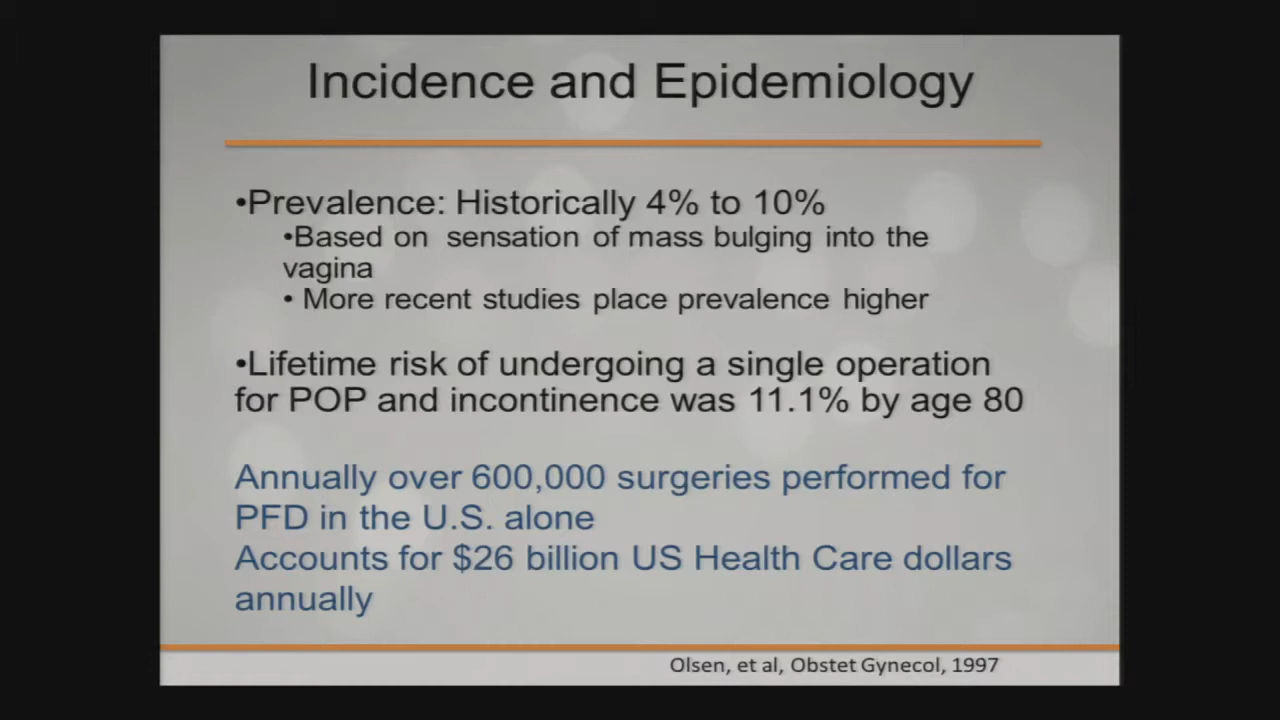 Incidence and Epidemiology
•Prevalence: Historically 4% to 10%
•Based on sensation of mass bulging into the
vagina
• More recent studies place prevalence higher
•Lifetime risk of undergoing a single operation
for POP and incontinence was 11.1% by age 80
Annually over 600,000 surgeries performed for
PFD in the U.S. alone
Accounts for $26 billion US Health Care dollars
annually
Olsen, et al, Obstet Gynecol, 1997